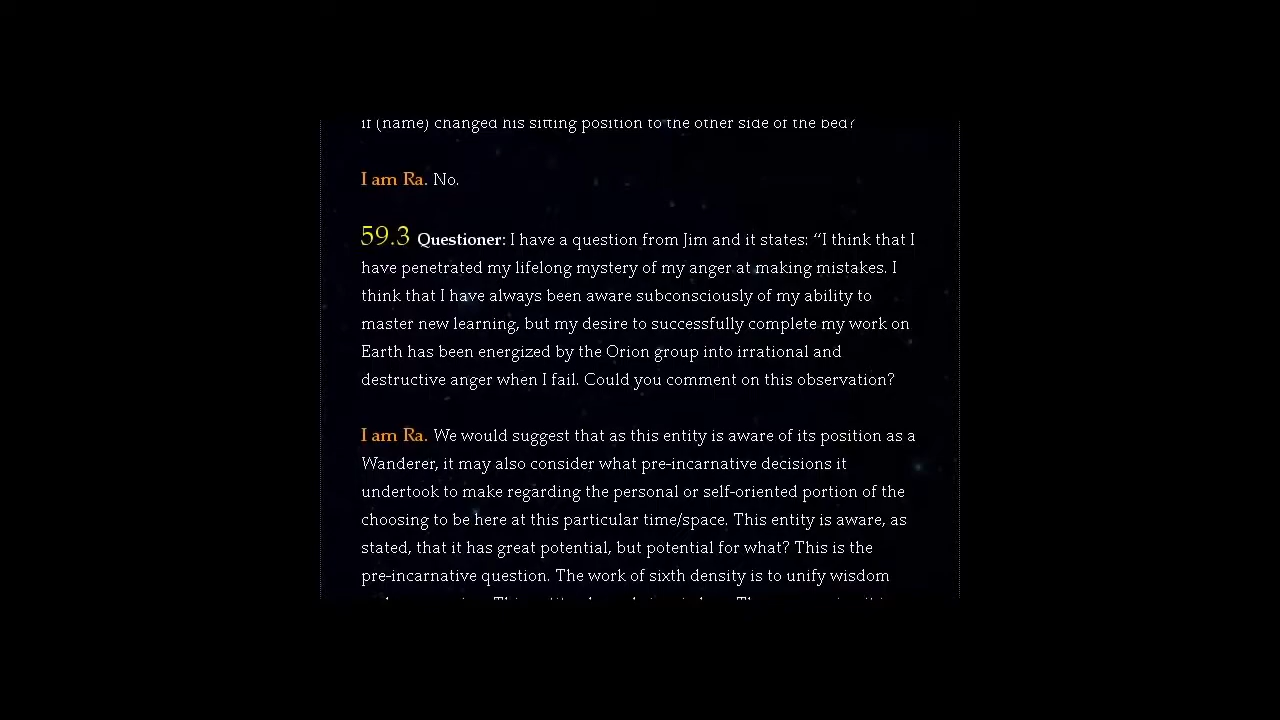 if (name) changed his sitting position to the other side of the bed?
I am Ra. No.
59.3 Questioner: I have a question from Jim and it states: “I think that I
have penetrated my lifelong mystery of my anger at making mistakes. I
think that I have always been aware subconsciously of my ability to
master new learning, but my desire to successfully complete my work on
Earth has been energized by the Orion group into irrational and
destructive anger when I fail. Could you comment on this observation?
I am Ra. We would suggest that as this entity is aware of its position as a
Wanderer, it may also consider what pre-incarnative decisions it
undertook to make regarding the personal or self-oriented portion of the
choosing to be here at this particular time/space. This entity is aware, as
stated, that it has great potential, but potential for what? This is the
pre-incarnative question. The work of sixth density is to unify wisdom